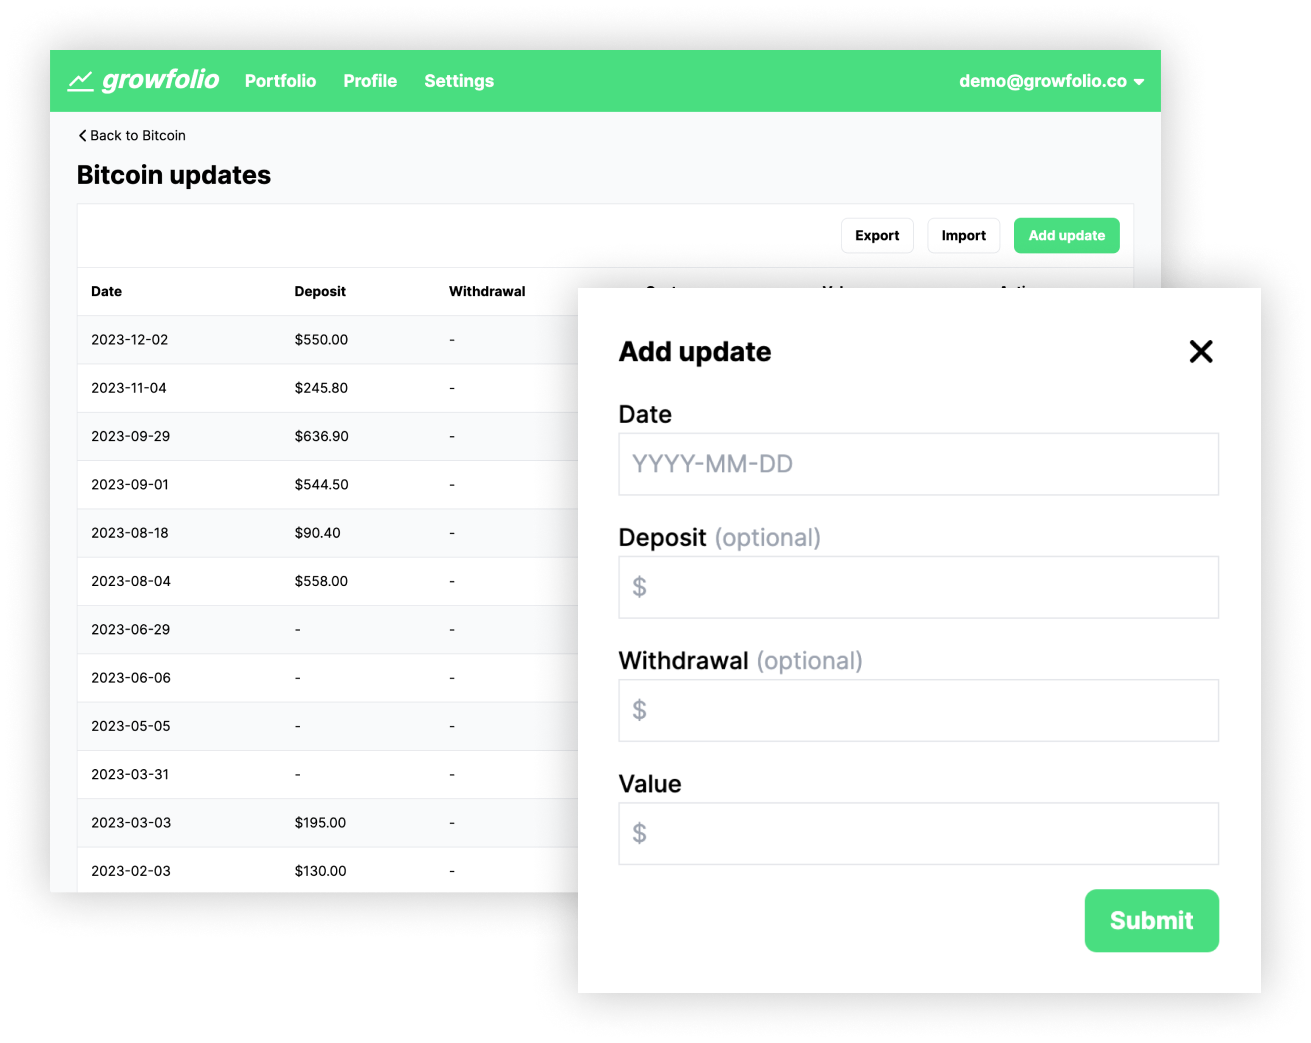 growfolio Portfolio Profile Settings demo@growfolio.co
Back to Bitcoin
Bitcoin updates
Export Import Add update
Date Deposit Withdrawal
2023-12-02 $550.00 -
2023-11-04 $245.80 -
2023-09-29 $636.90 -
2023-09-01 $544.50 -
2023-08-18 $90.40 -
2023-08-04 $558.00 -
2023-06-29 - -
2023-06-06 - -
2023-05-05 - -
2023-03-31 - -
2023-03-03 $195.00 -
2023-02-03 $130.00 -
Add update
Date
YYYY-MM-DD
Deposit (optional)
$
Withdrawal (optional)
$
Value
$
Submit